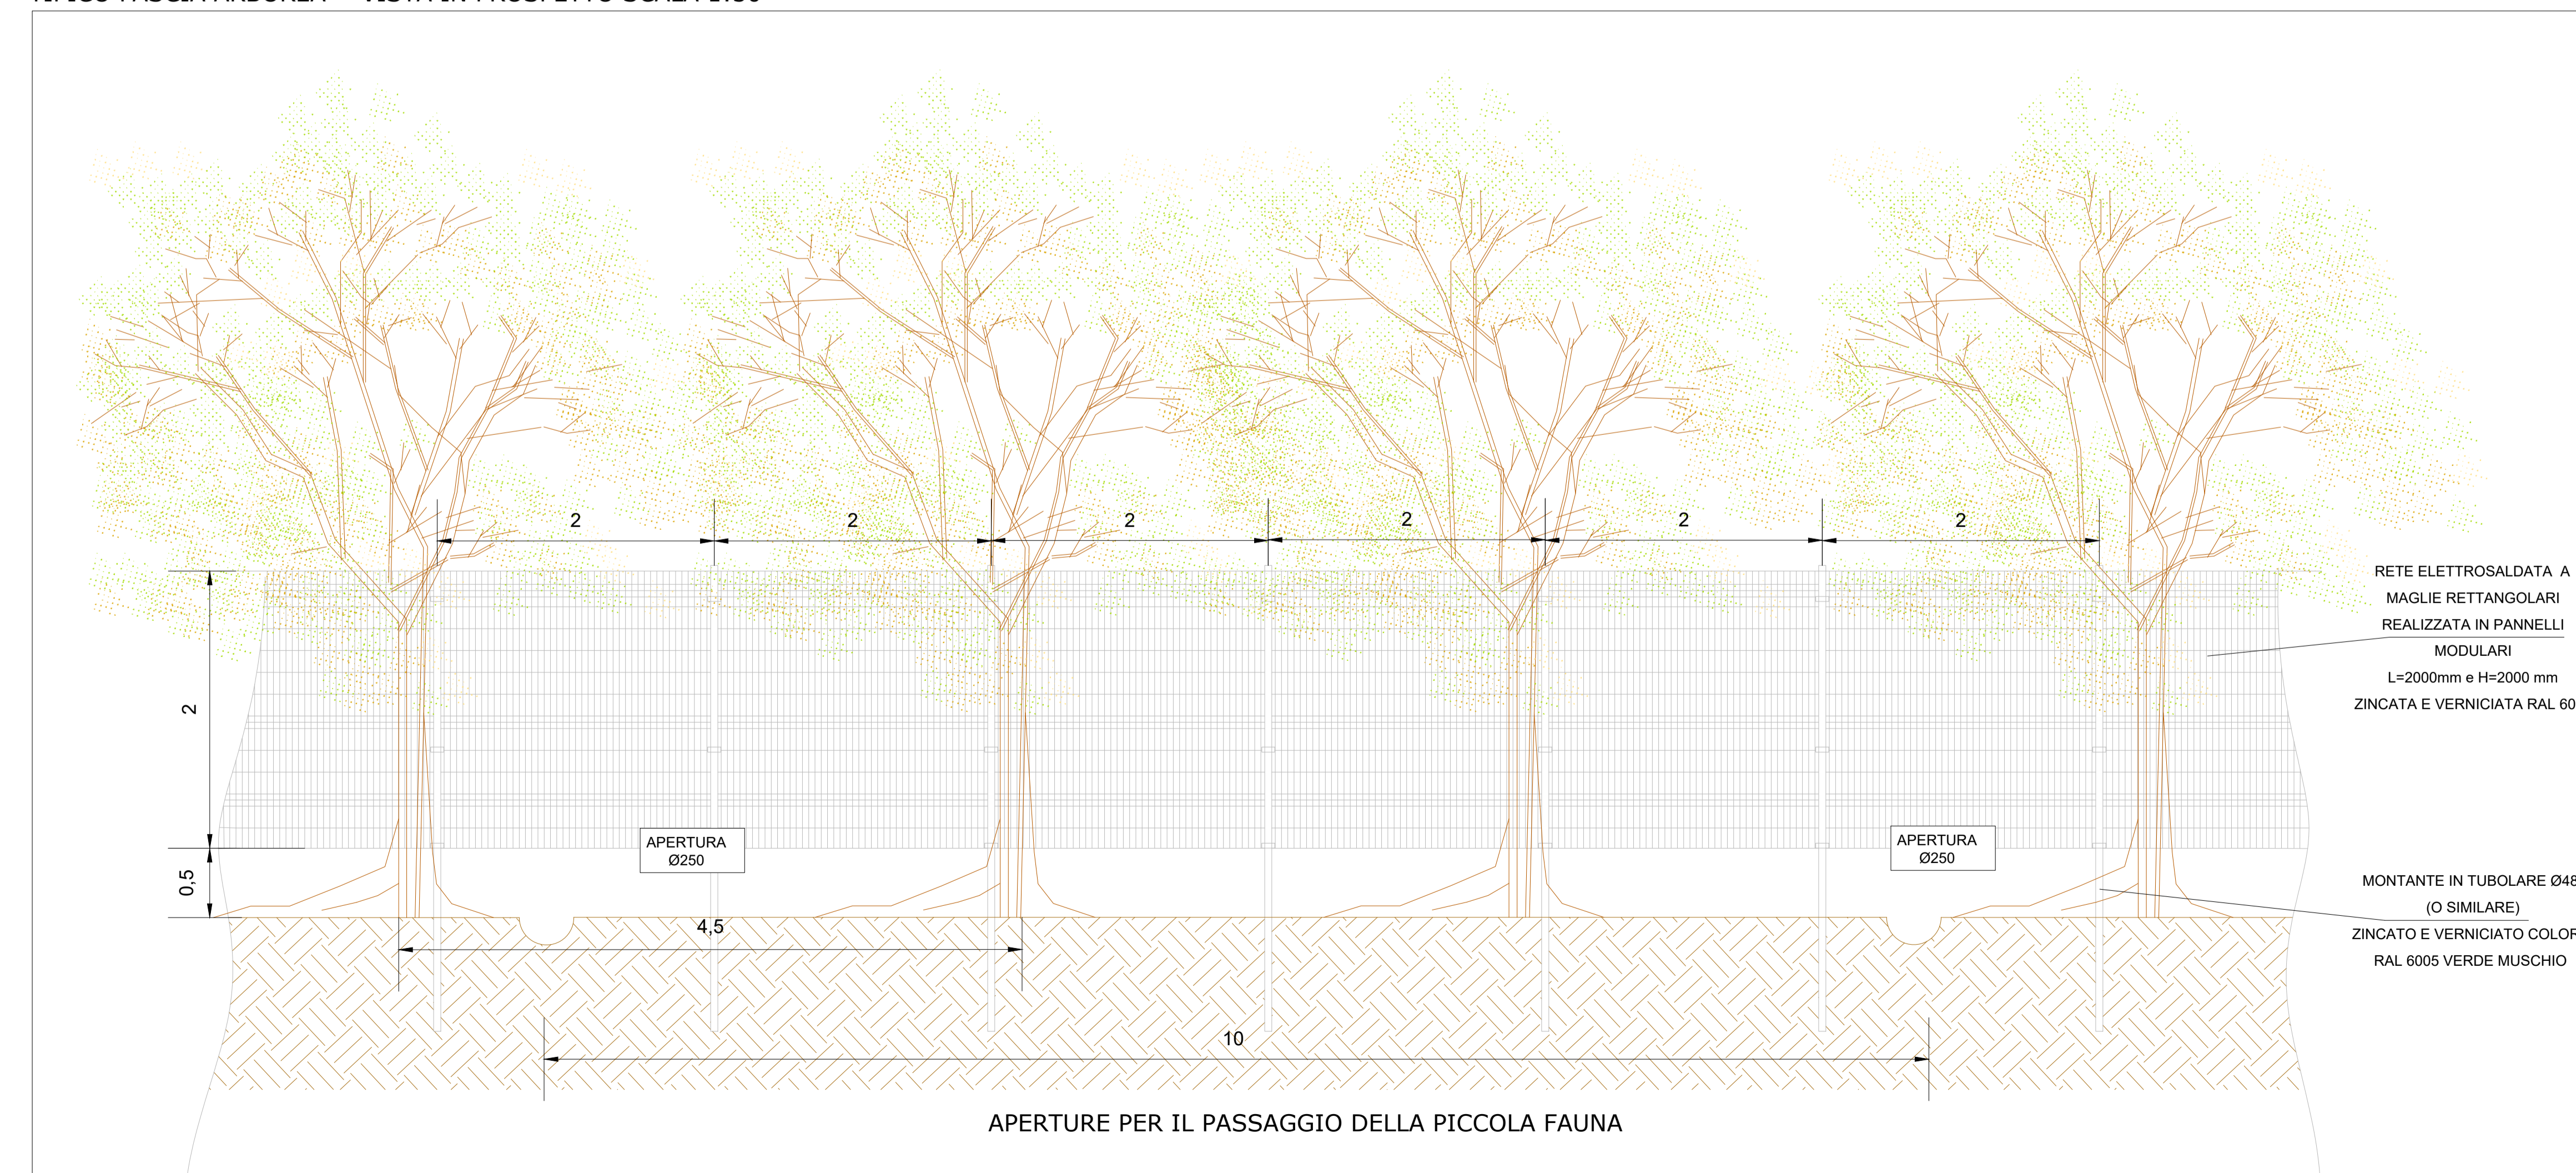 2
2
2
2
2
2
RETE ELETTROSALDATA A
MAGLIE RETTANGOLARI
REALIZZATA IN PANNELLI
MODULARI
L=2000mm e H=2000 mm
ZINCATA E VERNICIATA RAL 60
2
APERTURA
Ø250
APERTURA
Ø250
0,5
MONTANTE IN TUBOLARE Ø48
(O SIMILARE)
ZINCATO E VERNICIATO COLOR
RAL 6005 VERDE MUSCHIO
4,5
10
APERTURE PER IL PASSAGGIO DELLA PICCOLA FAUNA